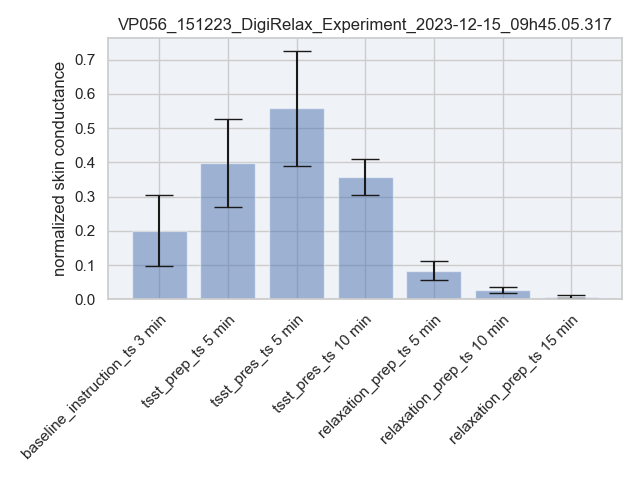 VP056_151223_DigiRelax_Experiment_2023-12-15_09h45.05.317
normalized skin conductance
0.7
0.6
0.5
0.4
0.3
0.2
0.1
0.0
baseline_instruction_ts 3 min
tsst_prep_ts 5 min
tsst_pres_ts 5 min
tsst_pres_ts 10 min
relaxation_prep_ts 5 min
relaxation_prep_ts 10 min
relaxation_prep_ts 15 min